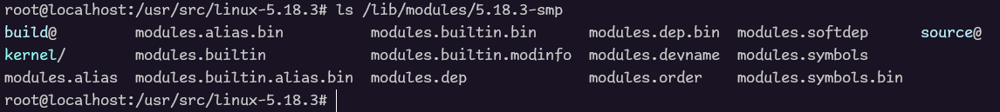 root@localhost:/usr/src/linux-5.18.3# ls /lib/modules/5.18.3-smp
build@ modules.alias.bin modules.builtin.bin modules.dep.bin modules.softdep source@
kernel/ modules.builtin modules.builtin.modinfo modules.devname modules.symbols
modules.alias modules.builtin.alias.bin modules.dep modules.order modules.symbols.bin
root@localhost:/usr/src/linux-5.18.3#